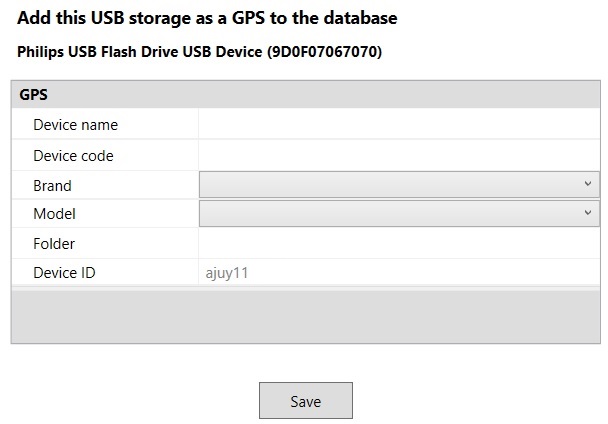 Add this USB storage as a GPS to the database
Philips USB Flash Drive USB Device (9D0F07067070)
GPS
Device name
Device code
Brand
Model
Folder
Device ID ajuy11
Save